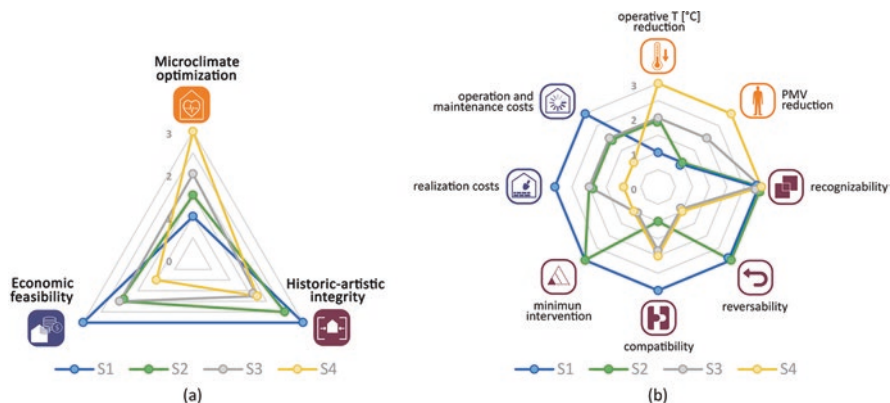 Microclimate
optimization
3
2
1
0
Economic
feasibility
Historic-artistic
integrity
S1 S2 S3 S4
(a)
operative T [°C]
reduction
operation and
maintenance costs
PMV
reduction
3
2
1
0
realization costs
recognizability
minimun
intervention
reversability
compatibility
S1 S2 S3 S4
(b)